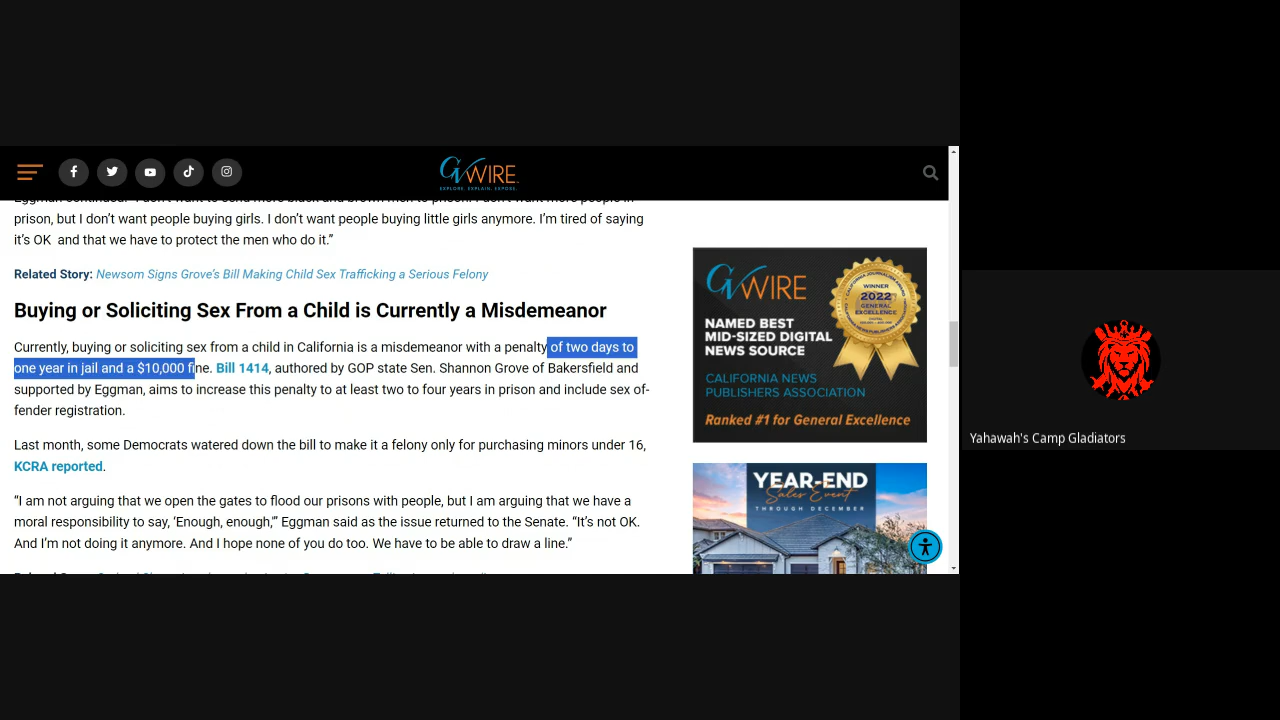 GVWIRE
EXPLORE. EXPLAIN. EXPOSE.
Eggman continued. "I don't want to send more black and brown men to prison. I don't want more people in
prison, but I don't want people buying girls. I don't want people buying little girls anymore. I'm tired of saying
it's OK  and that we have to protect the men who do it."
Related Story: Newsom Signs Grove's Bill Making Child Sex Trafficking a Serious Felony
Buying or Soliciting Sex From a Child is Currently a Misdemeanor
Currently, buying or soliciting sex from a child in California is a misdemeanor with a penalty of two days to
one year in jail and a $10,000 fine. Bill 1414, authored by GOP state Sen. Shannon Grove of Bakersfield and
supported by Eggman, aims to increase this penalty to at least two to four years in prison and include sex of-
fender registration.
Last month, some Democrats watered down the bill to make it a felony only for purchasing minors under 16,
KCRA reported.
"I am not arguing that we open the gates to flood our prisons with people, but I am arguing that we have a
moral responsibility to say, 'Enough, enough,'" Eggman said as the issue returned to the Senate. "It's not OK.
And I'm not doing it anymore. And I hope none of you do too. We have to be able to draw a line."
GVWIRE
NAMED BEST
MID-SIZED DIGITAL
NEWS SOURCE
CALIFORNIA NEWS
PUBLISHERS ASSOCIATION
Ranked #1 for General Excellence
CALIFORNIA JOURNALISM AWARDS
WINNER
2022
GENERAL
EXCELLENCE
YEAR-END
Sales Event
THROUGH DECEMBER
Yahawah's Camp Gladiators